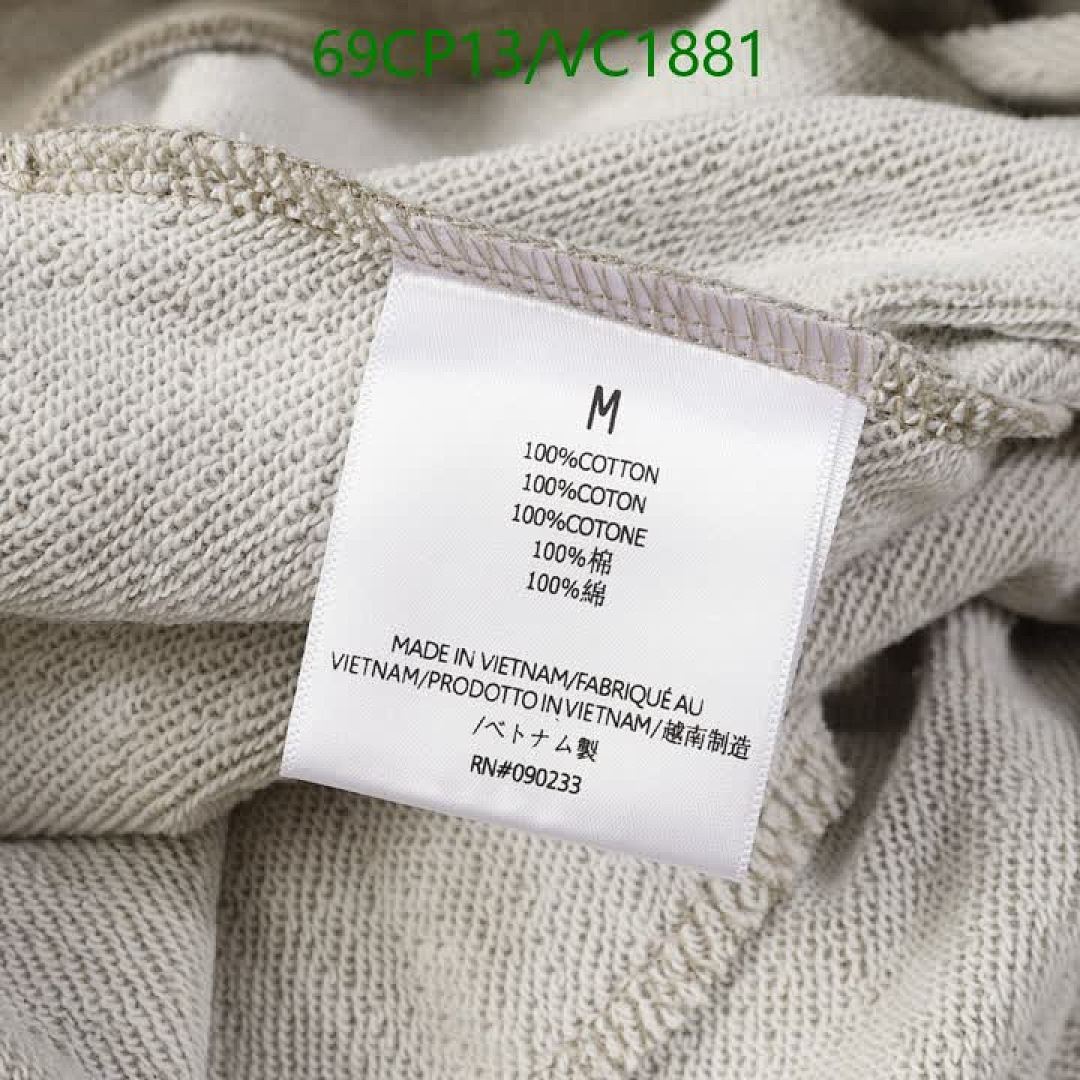 69CP13/VC1881
M
100%COTTON
100%COTON
100%COTONE
100%棉
100%綿
MADE IN VIETNAM/FABRIQUÉ AU
VIETNAM/PRODOTTO IN VIETNAM/越南制造
/ベトナム製
RN#090233